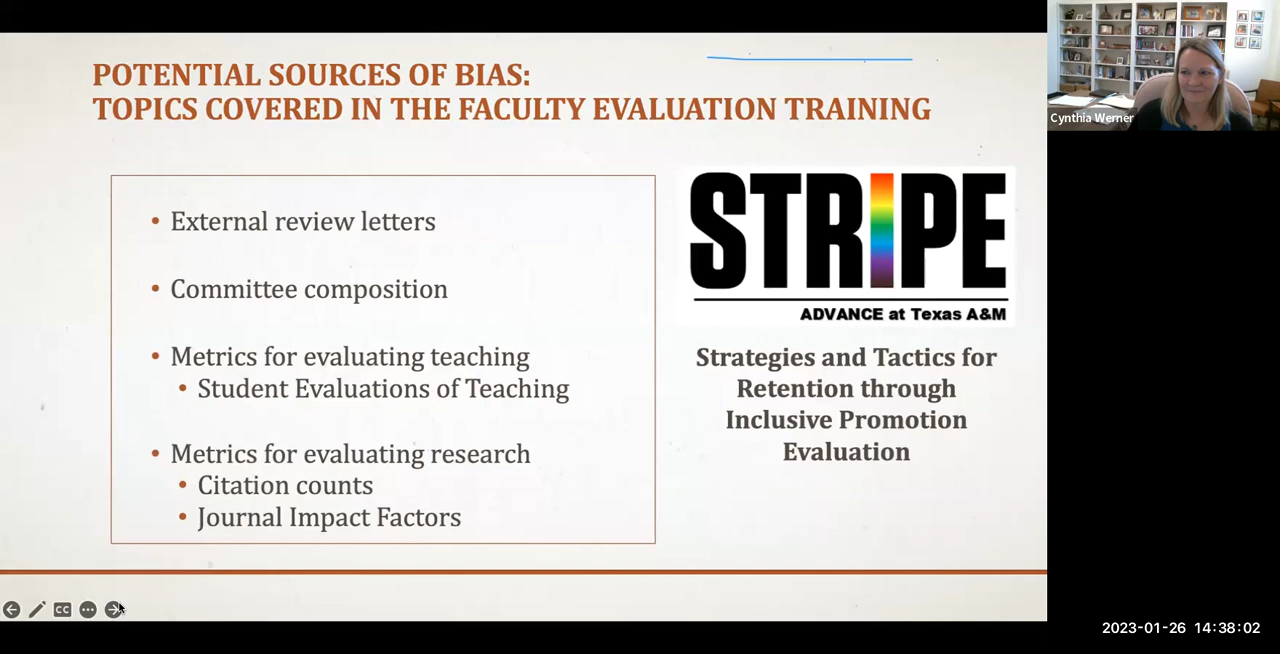 POTENTIAL SOURCES OF BIAS:
TOPICS COVERED IN THE FACULTY EVALUATION TRAINING
• External review letters
• Committee composition
• Metrics for evaluating teaching
• Student Evaluations of Teaching
• Metrics for evaluating research
• Citation counts
• Journal Impact Factors
STRIPE
ADVANCE at Texas A&M
Strategies and Tactics for
Retention through
Inclusive Promotion
Evaluation
Cynthia Werner
CC
2023-01-26 14:38:02